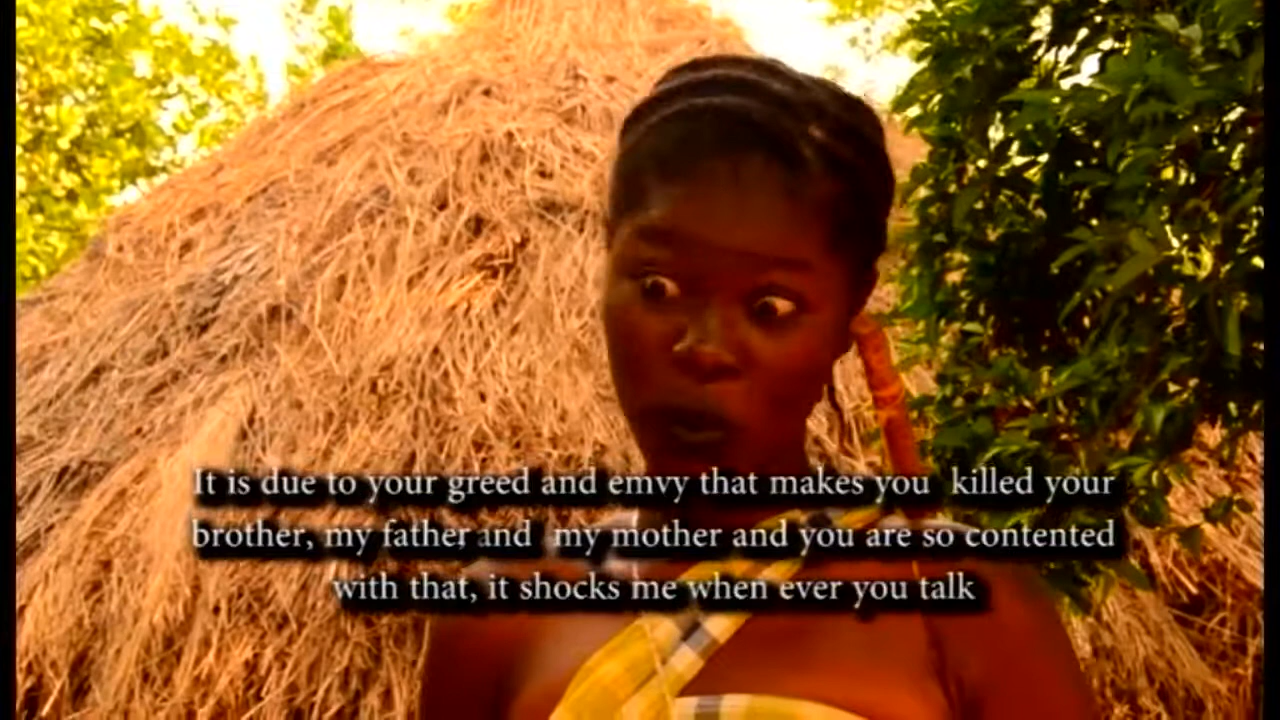 It is due to your greed and emvy that makes you  killed your
brother, my father and  my mother and you are so contented
with that, it shocks me when ever you talk